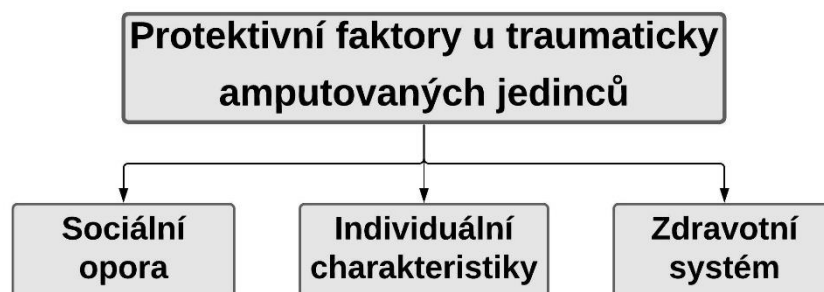 Protektivní faktory u traumaticky
amputovaných jedinců
Sociální
opora
Individuální
charakteristiky
Zdravotní
systém